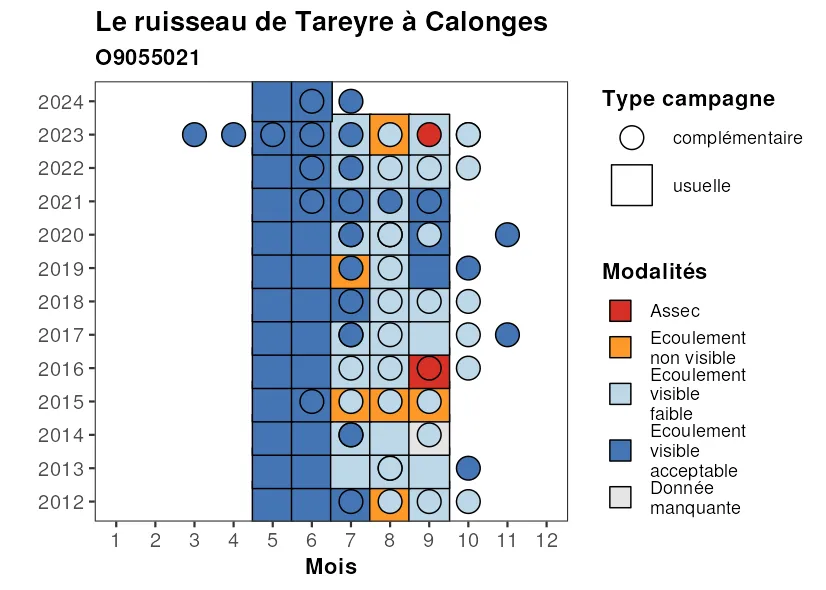 Le ruisseau de Tareyre à Calonges
O9055021
2024
2023
2022
2021
2020
2019
2018
2017
2016
2015
2014
2013
2012
1 2 3 4 5 6 7 8 9 10 11 12
Mois
Type campagne
complémentaire
usuelle
Modalités
Assec
Ecoulement
non visible
Ecoulement
visible
faible
Ecoulement
visible
acceptable
Donnée
manquante